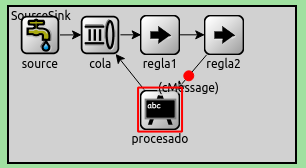 SourceSink
source
cola
regla1
regla2
(cMessage)
abc
procesado